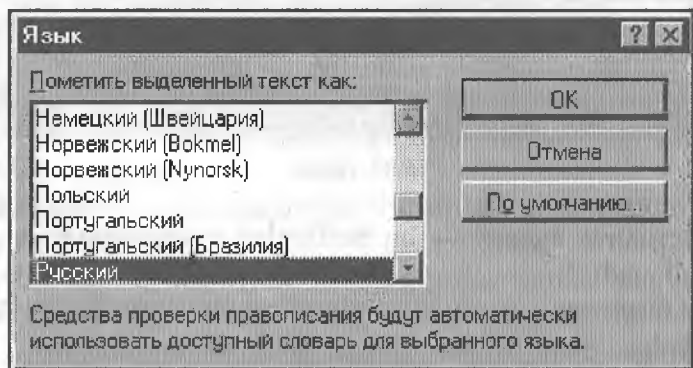 Язык
Пометить выделенный текст как:
Немецкий (Швейцария)
Норвежский (Bokmel)
Норвежский (Nynorsk)
Польский
Португальский
Португальский (Бразилия)
Русский
OK
Отмена
По умолчанию...
Средства проверки правописания будут автоматически
использовать доступный словарь для выбранного языка.